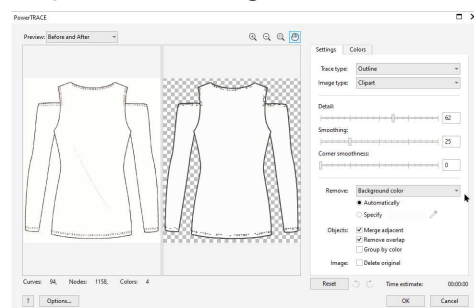 PowerTRACE
Preview: Before and After
Settings Colors
Trace type: Outline
Image type: Clipart
Detail:
62
Smoothing:
25
Corner smoothness:
0
Remove: Background color
Automatically
Specify
Objects: Merge adjacent
Remove overlap
Group by color
Image: Delete original
Curves: 94, Nodes: 1158, Colors: 4
Reset Time estimate: 00:00:00
? Options... OK Cancel